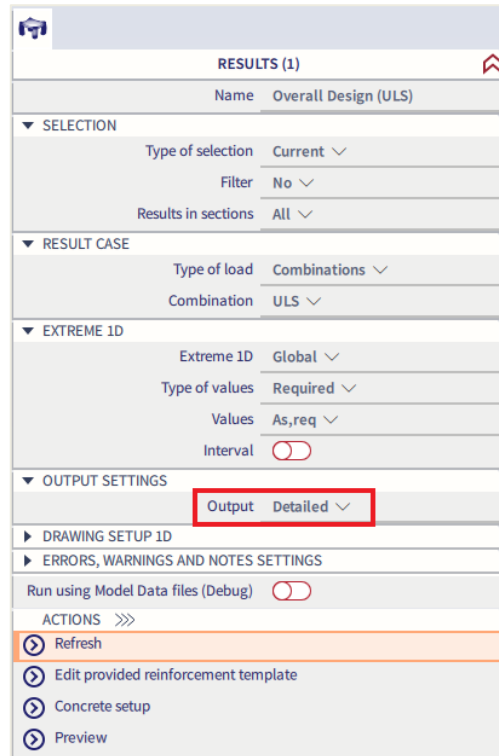 RESULTS (1)
Name Overall Design (ULS)
SELECTION
Type of selection Current
Filter No
Results in sections All
RESULT CASE
Type of load Combinations
Combination ULS
EXTREME 1D
Extreme 1D Global
Type of values Required
Values As,req
Interval
OUTPUT SETTINGS
Output Detailed
DRAWING SETUP 1D
ERRORS, WARNINGS AND NOTES SETTINGS
Run using Model Data files (Debug)
ACTIONS >>>
Refresh
Edit provided reinforcement template
Concrete setup
Preview